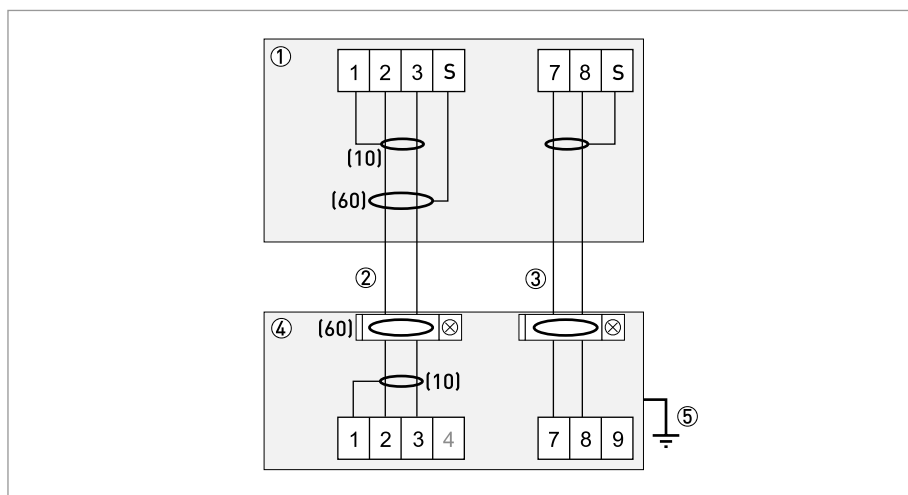 ①
1 2 3 S
7 8 S
(10)
(60)
②
③
④
(60)
(10)
1 2 3 4
7 8 9
⑤